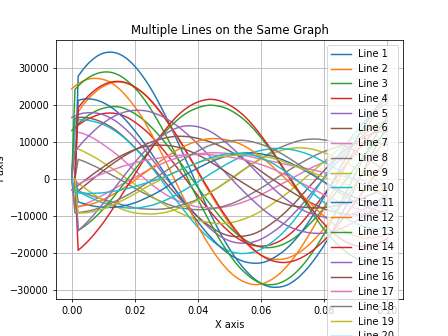 Multiple Lines on the Same Graph
30000
20000
10000
0
−10000
−20000
−30000
0.00
0.02
0.04
0.06
X axis
Line 1
Line 2
Line 3
Line 4
Line 5
Line 6
Line 7
Line 8
Line 9
Line 10
Line 11
Line 12
Line 13
Line 14
Line 15
Line 16
Line 17
Line 18
Line 19